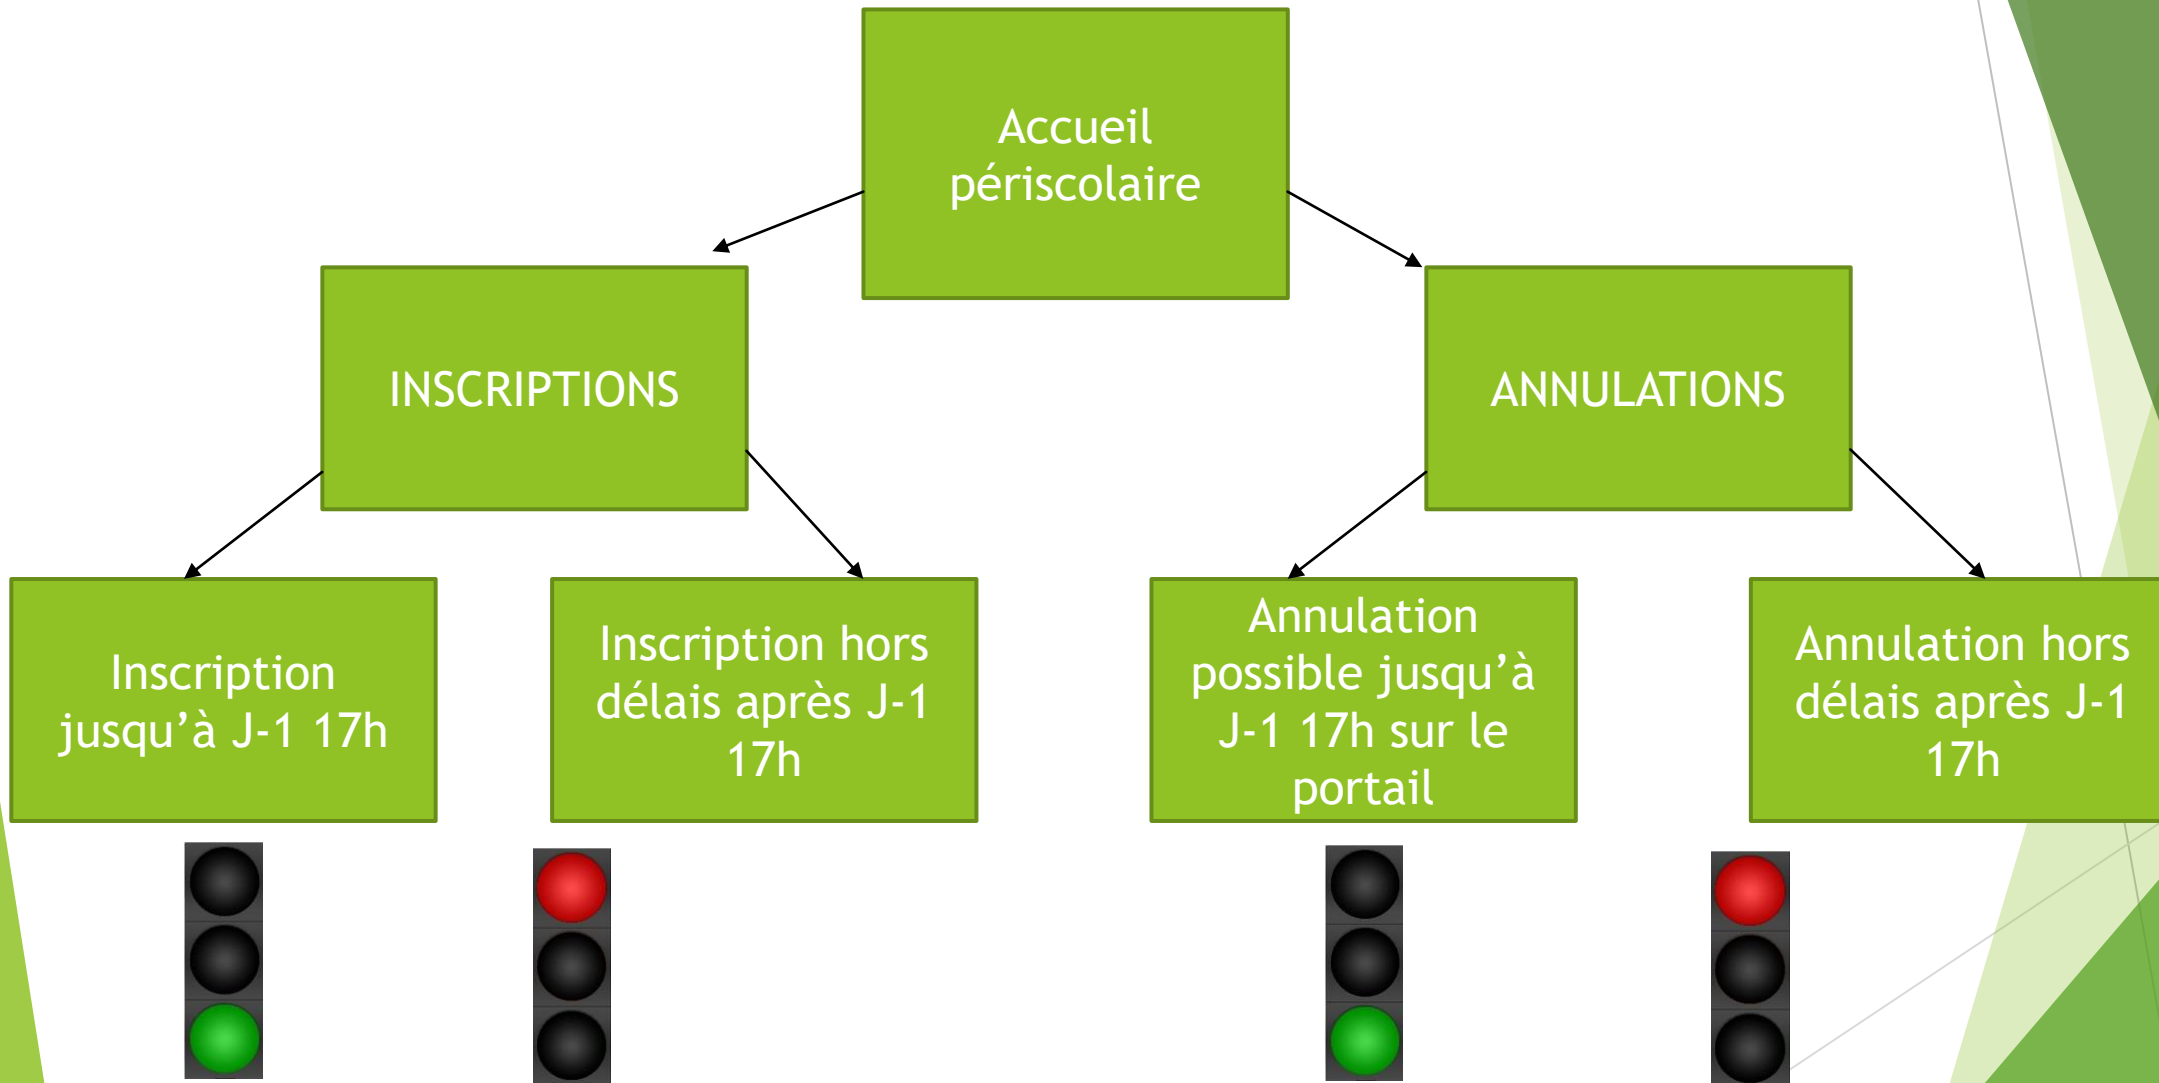 Accueil
périscolaire
INSCRIPTIONS
ANNULATIONS
Inscription
jusqu’à J-1 17h
Inscription hors
délais après J-1
17h
Annulation
possible jusqu’à
J-1 17h sur le
portail
Annulation hors
délais après J-1
17h